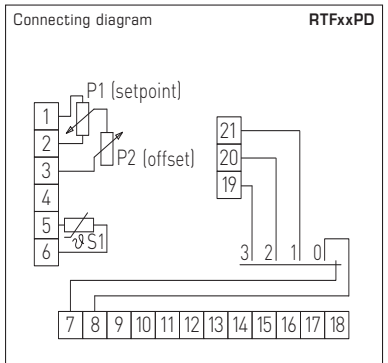 Connecting diagram RTFxxPD
P1 (setpoint)
1
2
3
4
5
6
P2 (offset)
ϑ S1
21
20
19
3 2 1 0
7 8 9 10 11 12 13 14 15 16 17 18